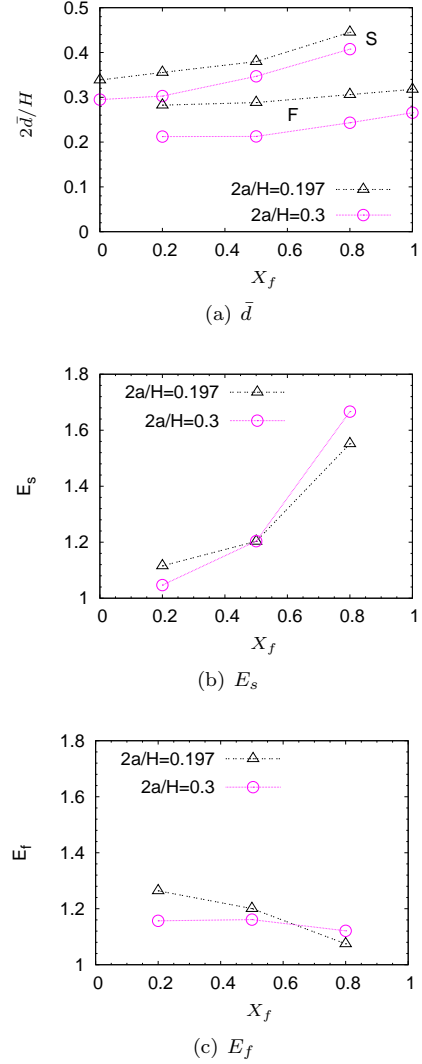 0.5
0.4
0.3
0.2
0.1
0
2d̄/H
S
F
2a/H=0.197
2a/H=0.3
0 0.2 0.4 0.6 0.8 1
X_f
(a) d̄
1.8
1.6
1.4
1.2
1
E_s
2a/H=0.197
2a/H=0.3
0 0.2 0.4 0.6 0.8 1
X_f
(b) E_s
1.8
1.6
1.4
1.2
1
E_f
2a/H=0.197
2a/H=0.3
0 0.2 0.4 0.6 0.8 1
X_f
(c) E_f